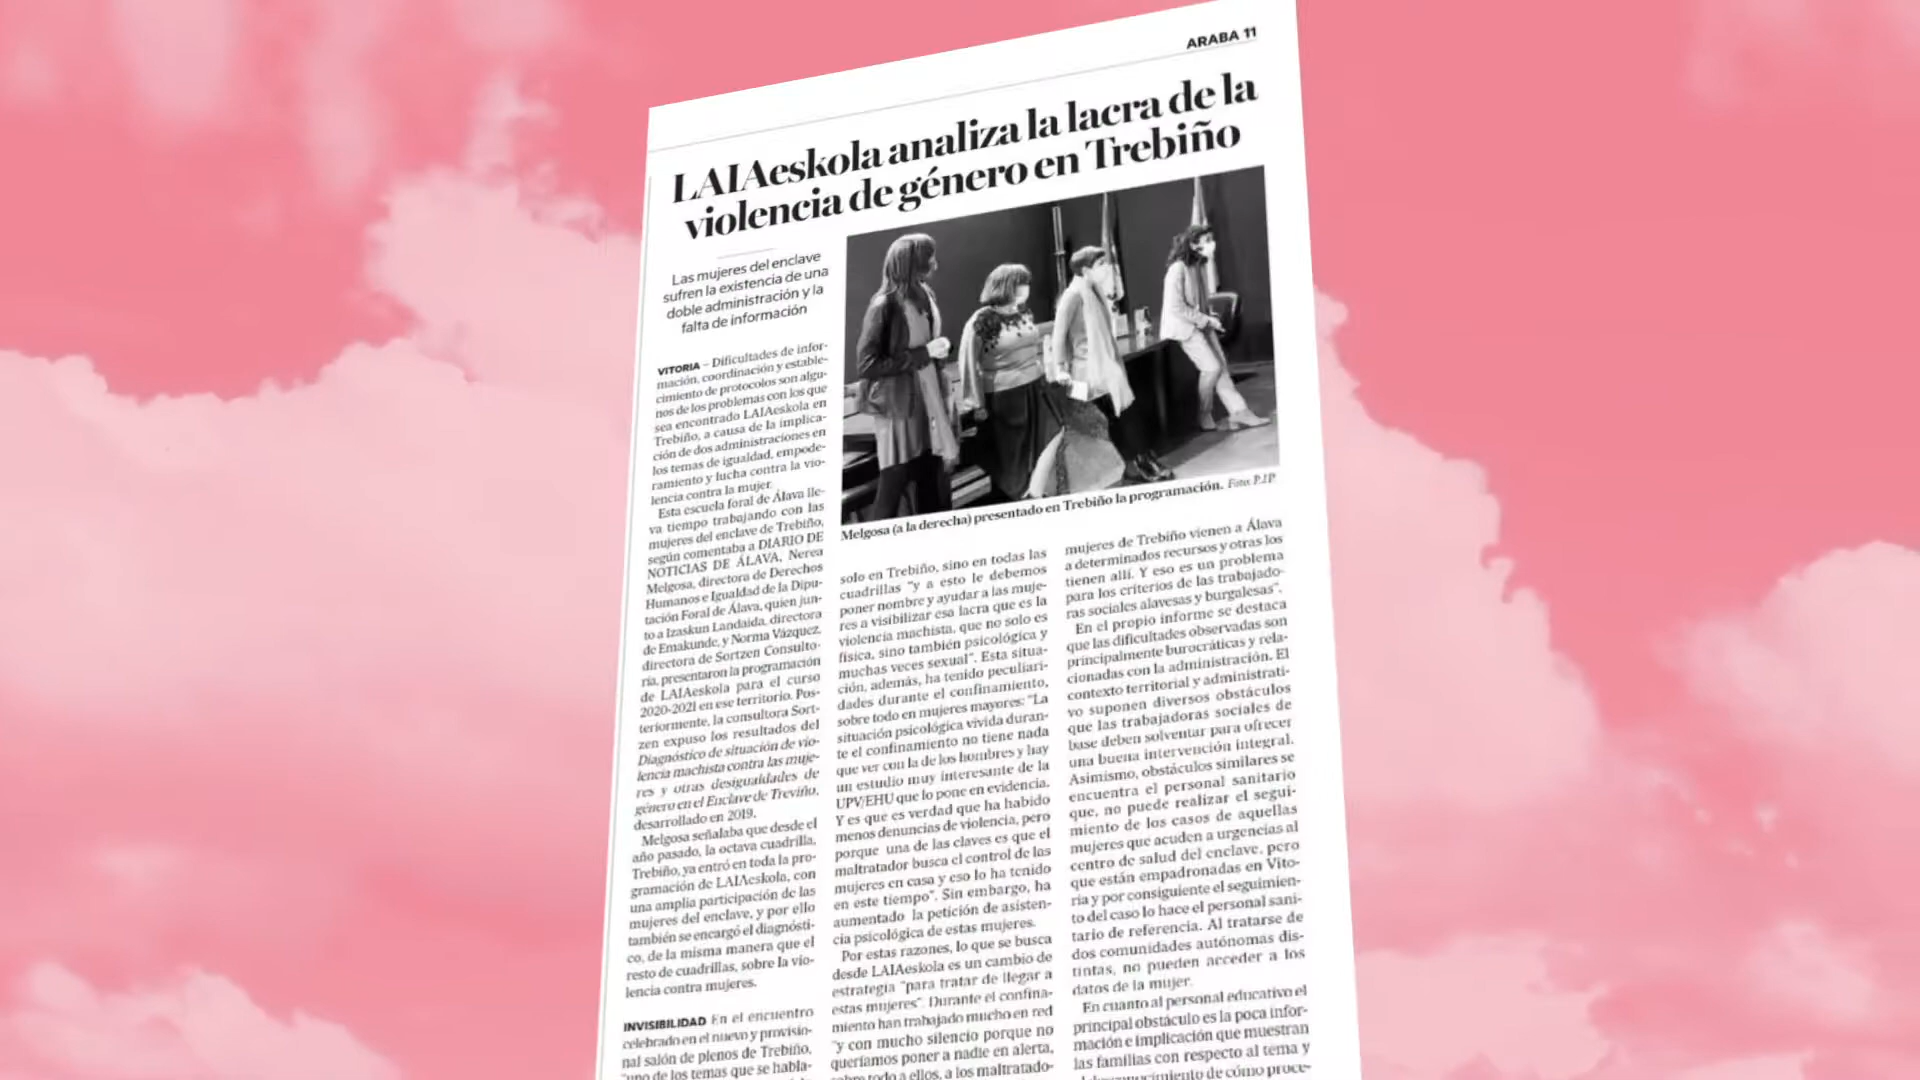 ARABA 11
LAIAeskola analiza la lacra de la
violencia de género en Trebiño
Las mujeres del enclave
sufren la existencia de una
doble administración y la
falta de información
VITORIA – Dificultades de infor-
mación, coordinación y estable-
cimiento de protocolos son algu-
nos de los problemas con los que
sea encontrado LAIAeskola en
Trebiño, a causa de la implica-
ción de dos administraciones en
los temas de igualdad, empode-
ramiento y lucha contra la vio-
lencia contra la mujer.
Esta escuela foral de Álava lle-
va tiempo trabajando con las
mujeres del enclave de Trebiño,
según comentaba a DIARIO DE
NOTICIAS DE ÁLAVA, Nerea
Melgosa, directora de Derechos
Humanos e Igualdad de la Dipu-
tación Foral de Álava, quien jun-
to a Izaskun Landaida, directora
de Emakunde, y Norma Vázquez,
directora de Sortzen Consulto-
ría, presentaron la programación
de LAIAeskola para el curso
2020-2021 en ese territorio. Pos-
teriormente, la consultora Sort-
zen expuso los resultados del
Diagnóstico de situación de vio-
lencia machista contra las muje-
res y otras desigualdades de
género en el Enclave de Treviño,
desarrollado en 2019.
Melgosa señalaba que desde el
año pasado, la octava cuadrilla,
Trebiño, ya entró en toda la pro-
gramación de LAIAeskola, con
una amplia participación de las
mujeres del enclave, y por ello
también se encargó el diagnósti-
co, de la misma manera que el
resto de cuadrillas, sobre la vio-
lencia contra mujeres.
INVISIBILIDAD En el encuentro
celebrado en el nuevo y provisio-
nal salón de plenos de Trebiño,
"uno de los temas que se habla-
Melgosa (a la derecha) presentado en Trebiño la programación. Foto: P.J.P.
solo en Trebiño, sino en todas las
cuadrillas "y a esto le debemos
poner nombre y ayudar a las muje-
res a visibilizar esa lacra que es la
violencia machista, que no solo es
física, sino también psicológica y
muchas veces sexual". Esta situa-
ción, además, ha tenido peculiari-
dades durante el confinamiento,
sobre todo en mujeres mayores: "La
situación psicológica vivida duran-
te el confinamiento no tiene nada
que ver con la de los hombres y hay
un estudio muy interesante de la
UPV/EHU que lo pone en evidencia.
Y es que es verdad que ha habido
menos denuncias de violencia, pero
porque una de las claves es que el
maltratador busca el control de las
mujeres en casa y eso lo ha tenido
en este tiempo". Sin embargo, ha
aumentado la petición de asisten-
cia psicológica de estas mujeres.
Por estas razones, lo que se busca
desde LAIAeskola es un cambio de
estrategia "para tratar de llegar a
estas mujeres". Durante el confina-
miento han trabajado mucho en red
"y con mucho silencio porque no
queríamos poner a nadie en alerta,
sobre todo a ellos, a los maltratado-
mujeres de Trebiño vienen a Álava
a determinados recursos y otras los
tienen allí. Y eso es un problema
para los criterios de las trabajado-
ras sociales alavesas y burgalesas".
En el propio informe se destaca
que las dificultades observadas son
principalmente burocráticas y rela-
cionadas con la administración. El
contexto territorial y administrati-
vo suponen diversos obstáculos
que las trabajadoras sociales de
base deben solventar para ofrecer
una buena intervención integral.
Asimismo, obstáculos similares se
encuentra el personal sanitario
que, no puede realizar el segui-
miento de los casos de aquellas
mujeres que acuden a urgencias al
centro de salud del enclave, pero
que están empadronadas en Vito-
ria y por consiguiente el seguimien-
to del caso lo hace el personal sani-
tario de referencia. Al tratarse de
dos comunidades autónomas dis-
tintas, no pueden acceder a los
datos de la mujer.
En cuanto al personal educativo el
principal obstáculo es la poca infor-
mación e implicación que muestran
las familias con respecto al tema y
de cómo proce-